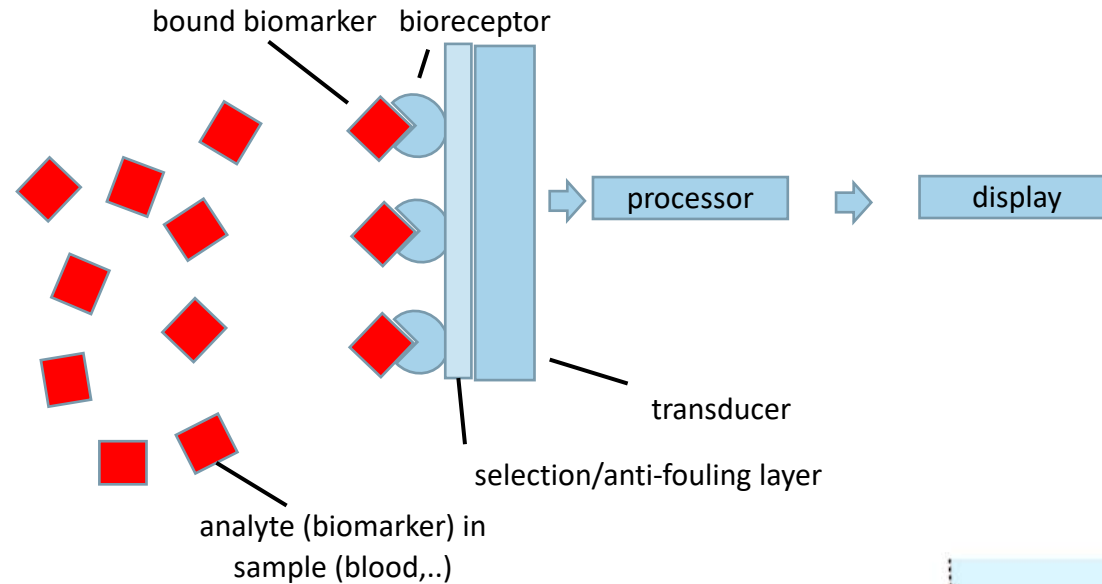 bound biomarker
bioreceptor
processor
display
transducer
selection/anti-fouling layer
analyte (biomarker) in
sample (blood,..)